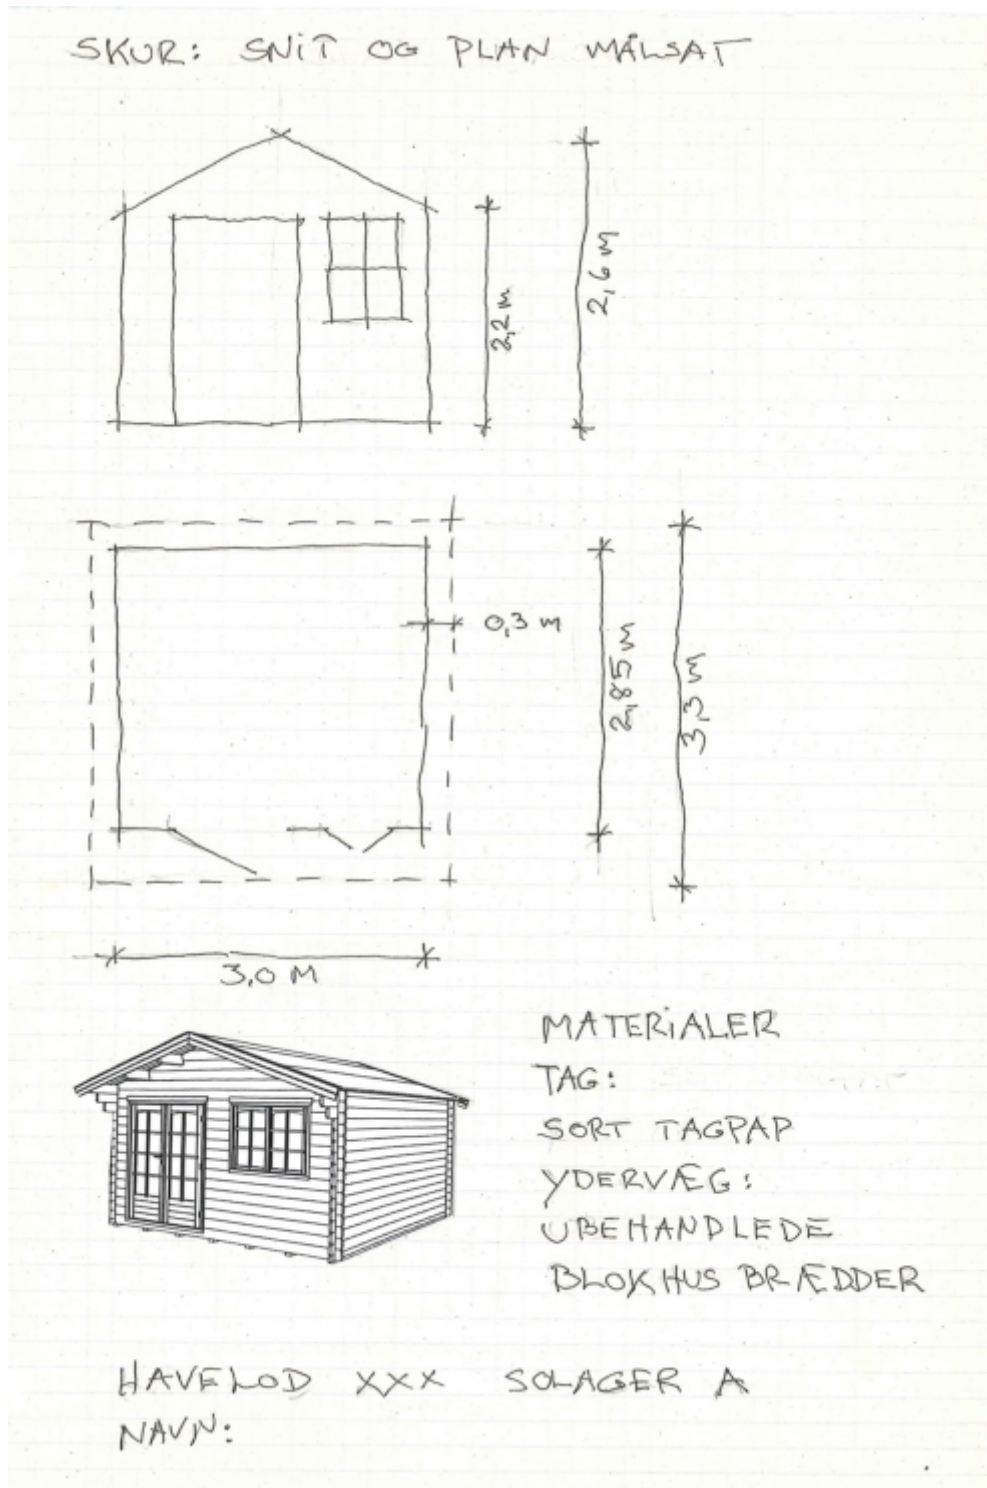 SKUR: SNIT OG PLAN MÅLSAT
2,2 m
2,6 m
0,3 m
2,85 m
3,3 m
3,0 M
MATERIALER
TAG:
SORT TAGPAP
YDERVÆG:
UBEHANDLEDE
BLOKHUS BRÆDDER
HAVELOD XXX SOLAGER A
NAVN: